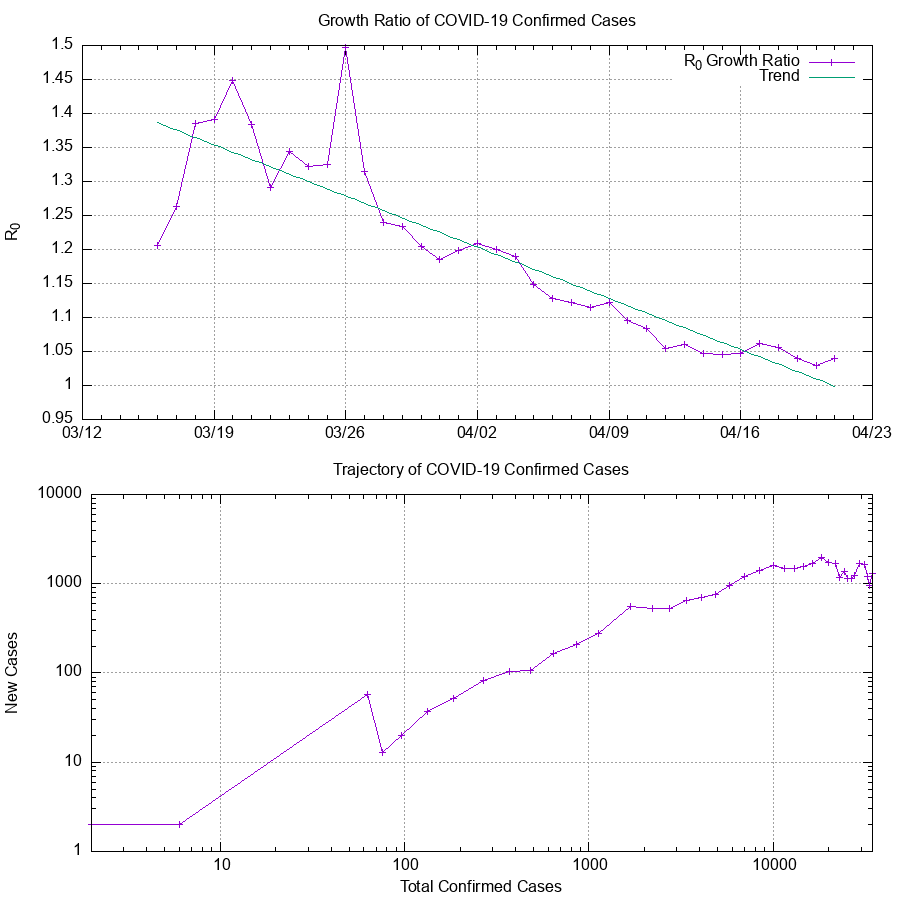 Growth Ratio of COVID-19 Confirmed Cases
1.5
1.45
1.4
1.35
1.3
1.25
1.2
1.15
1.1
1.05
1
0.95
R0
R0 Growth Ratio
Trend
03/12 03/19 03/26 04/02 04/09 04/16 04/23
Trajectory of COVID-19 Confirmed Cases
10000
1000
100
10
1
New Cases
10 100 1000 10000
Total Confirmed Cases